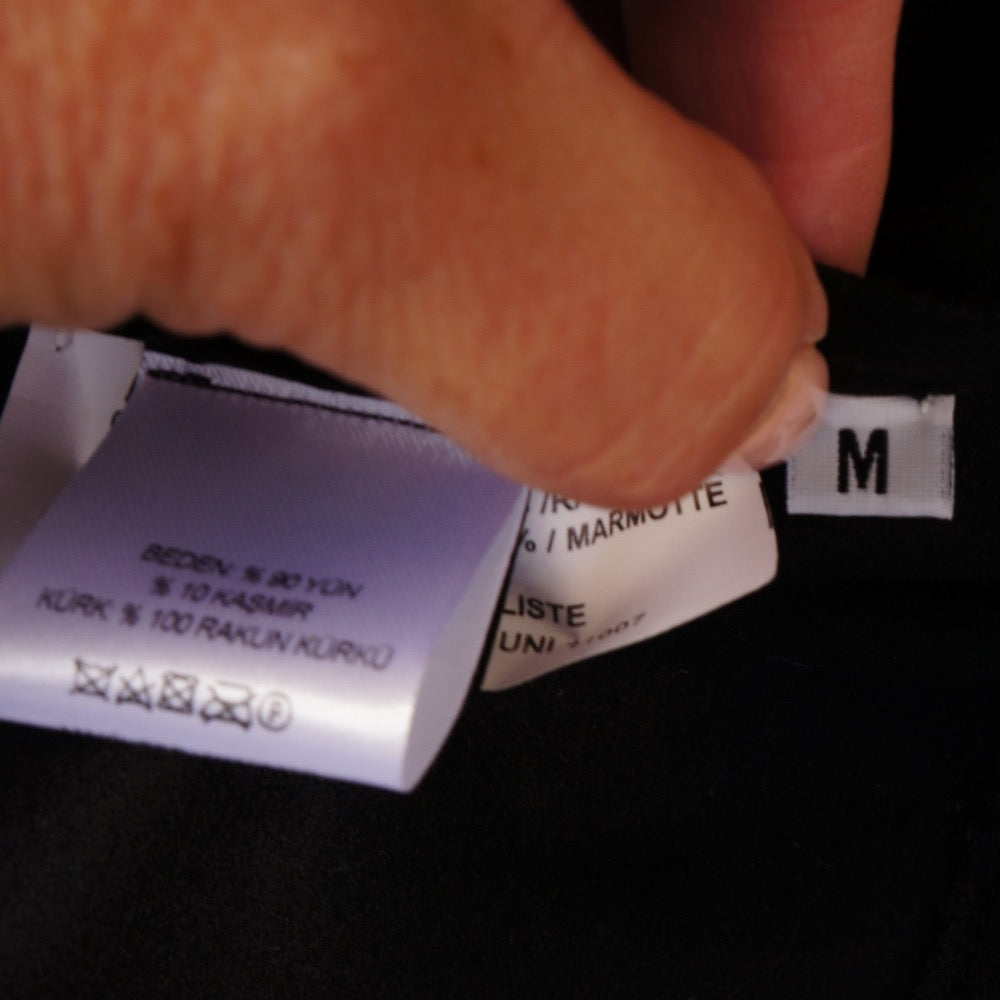 BEDEN: % 90 YÜN
% 10 KAŞMİR
KÜRK: % 100 RAKUN KÜRKÜ
% / MARMOTTE
LISTE
UNI
M